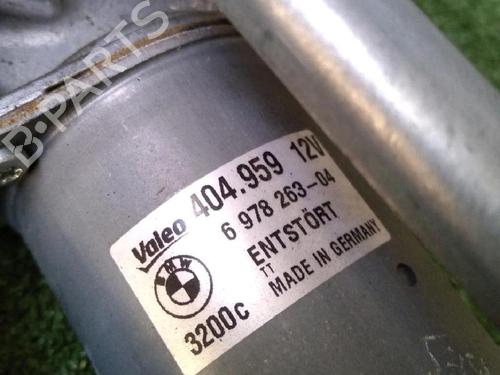 B-PARTS
Valeo 404.959 12V
6 978 263-04
ENTSTÖRT
TT
MADE IN GERMANY
BMW
3200c